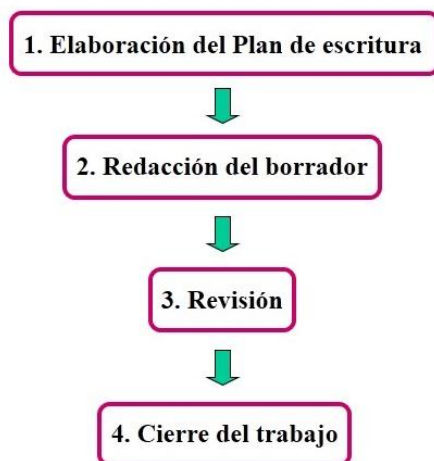 1. Elaboración del Plan de escritura
2. Redacción del borrador
3. Revisión
4. Cierre del trabajo